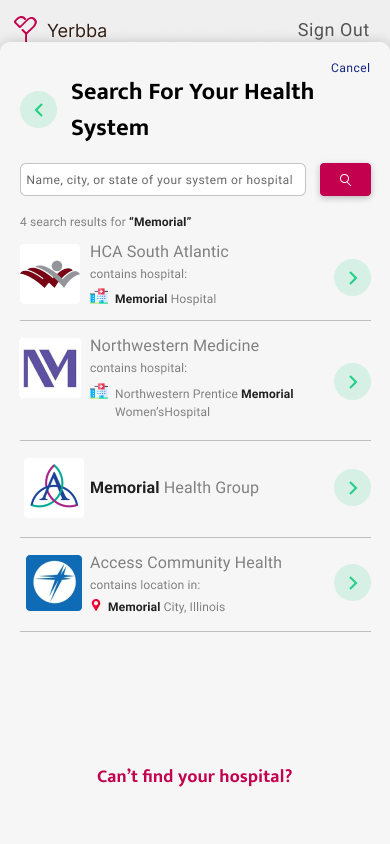 Yerbba
Sign Out
Cancel
Search For Your Health
System
Name, city, or state of your system or hospital
4 search results for “Memorial”
HCA South Atlantic
contains hospital:
Memorial Hospital
Northwestern Medicine
contains hospital:
Northwestern Prentice Memorial
Women’sHospital
Memorial Health Group
Access Community Health
contains location in:
Memorial City, Illinois
Can’t find your hospital?